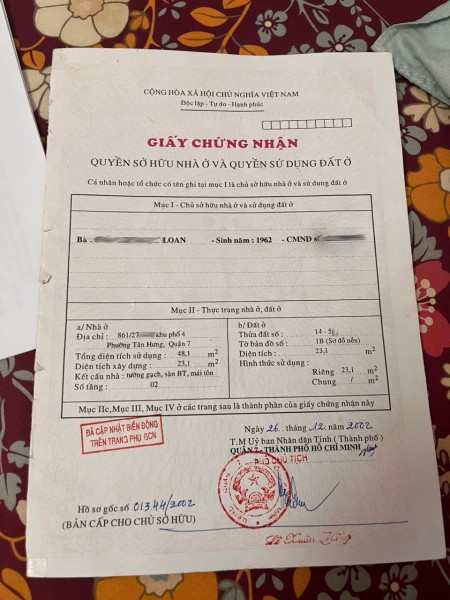 CỘNG HÒA XÃ HỘI CHỦ NGHĨA VIỆT NAM
Độc lập - Tự do - Hạnh phúc
GIẤY CHỨNG NHẬN
QUYỀN SỞ HỮU NHÀ Ở VÀ QUYỀN SỬ DỤNG ĐẤT Ở
Cá nhân hoặc tổ chức có tên ghi tại mục I là chủ sở hữu nhà ở và sử dụng đất ở
Mục I - Chủ sở hữu nhà ở và sử dụng đất ở
Bà LOAN - Sinh năm : 1962 - CMND
Mục II - Thực trạng nhà ở, đất ở
a/ Nhà ở
Địa chỉ : 861/27 khu phố 4
Phường Tân Hưng, Quận 7
Tổng diện tích sử dụng : 48,1 m2
Diện tích xây dựng : 23,1 m2
Kết cấu nhà : tường gạch, sàn BT, mái tôn
Số tầng : 02
b/ Đất ở
Thửa đất số : 14 -
Tờ bản đồ số : 1B (Sơ đồ nền)
Diện tích : 23,1 m2
Hình thức sử dụng :
Riêng 23,1 m2
Chung / m2
Mục IIc, Mục III, Mục IV ở các trang sau là thành phần của giấy chứng nhận này
ĐÃ CẬP NHẬT BIẾN ĐỘNG
TRÊN TRANG PHỤ GCN
Ngày 26. tháng .12 .2002
T.M Uỷ ban Nhân dân Tỉnh ( Thành phố )
QUẬN 7 - THÀNH PHỐ HỒ CHÍ MINH
PHÓ CHỦ TỊCH
Hồ sơ gốc số 013.44/2002
(BẢN CẤP CHO CHỦ SỞ HỮU)
Lê Xuân